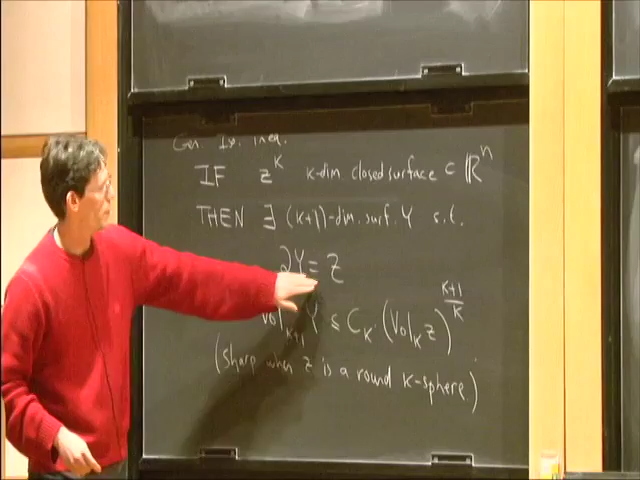 Gen. Is. ineq.
IF z^k k-dim closed surface ⊂ ℝ^n
THEN ∃ (k+1)-dim. surf. Y s.t.
∂Y = z
Vol_{k+1} Y ≤ C_k · (Vol_k z)^{\frac{k+1}{k}}
(sharp when z is a round k-sphere.)